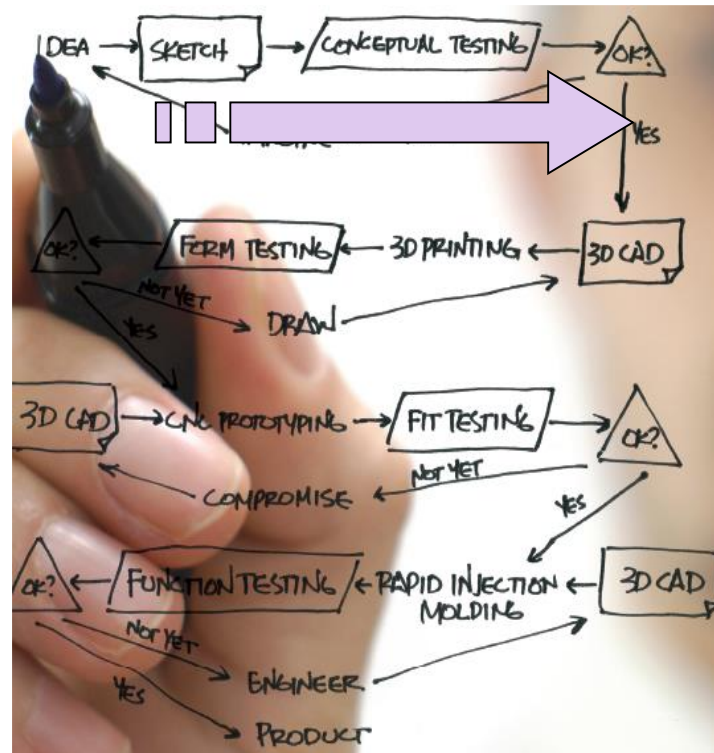 IDEA SKETCH CONCEPTUAL TESTING OK?
YES
OK? FORM TESTING 3D PRINTING 3D CAD
NOT YET
YES DRAW
3D CAD CNC PROTOTYPING FIT TESTING OK?
NOT YET
COMPROMISE YES
OK? FUNCTION TESTING RAPID INJECTION 3D CAD
MOLDING
NOT YET
YES ENGINEER
PRODUCT